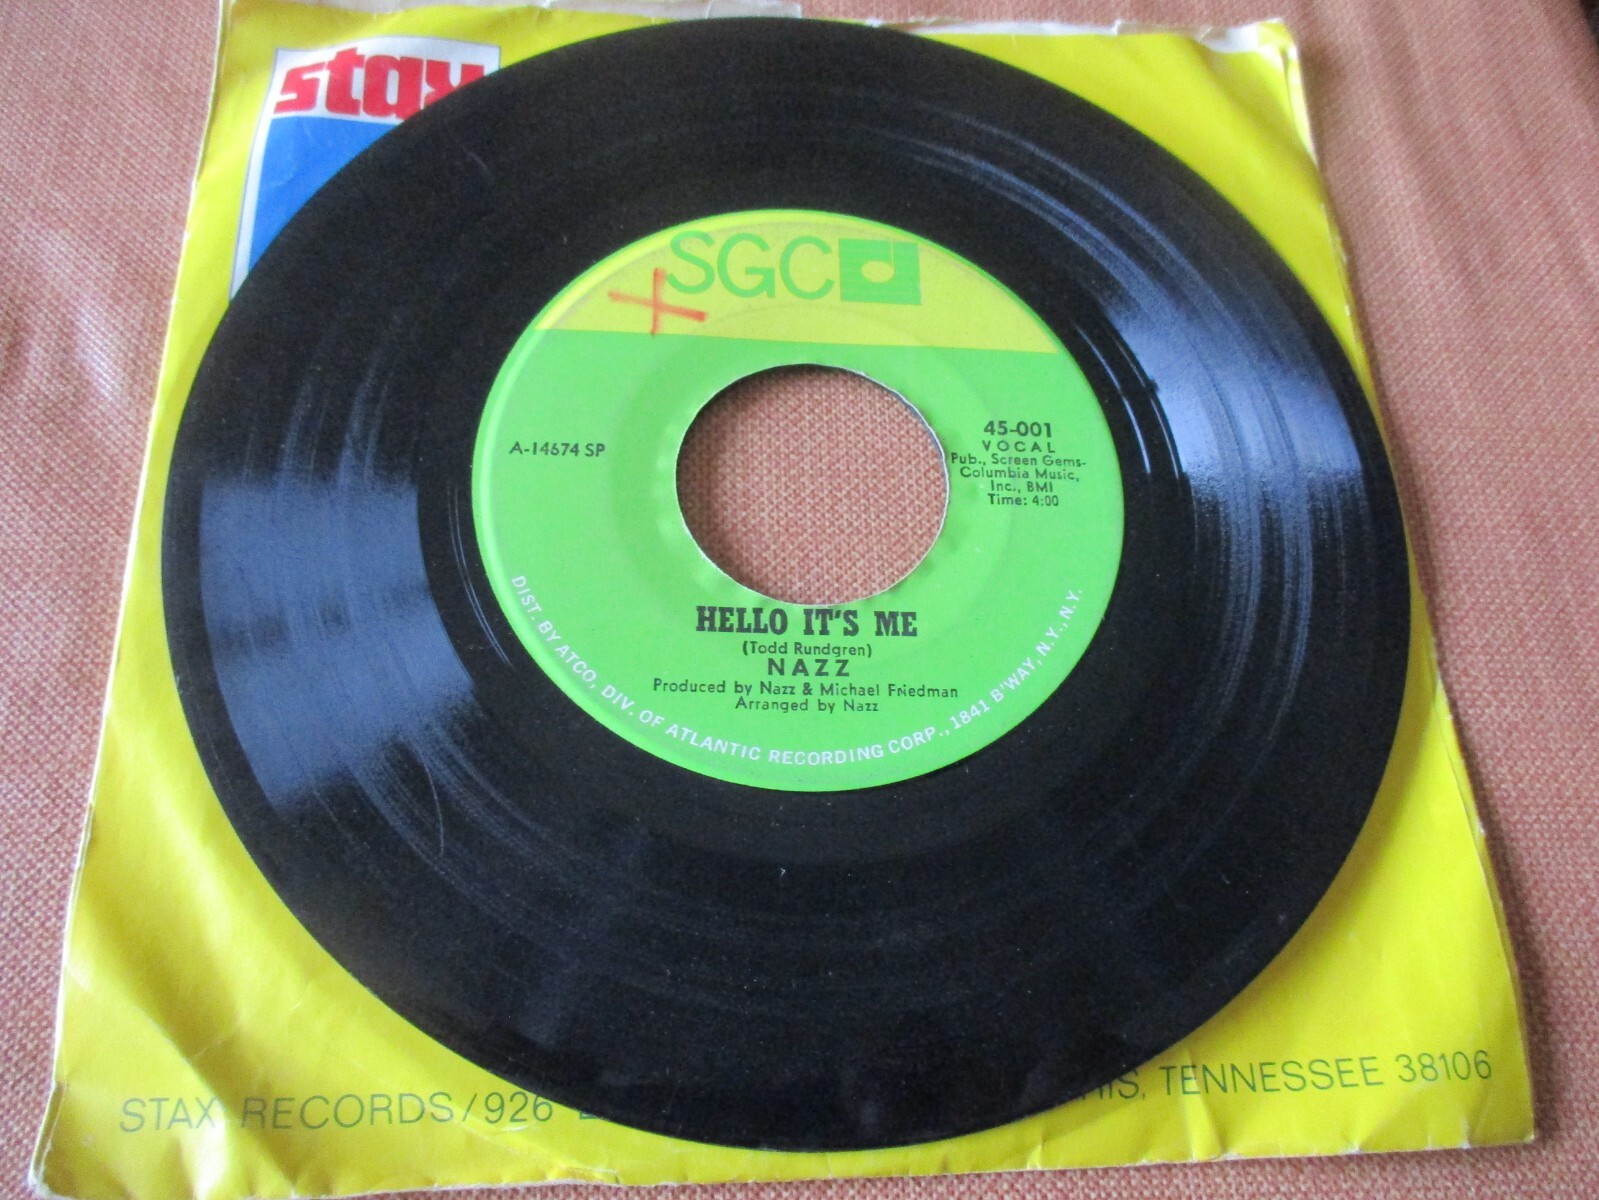 stax
SGC
A-14674 SP
45-001
VOCAL
Pub., Screen Gems-
Columbia Music,
Inc., BMI
Time: 4:00
HELLO IT'S ME
(Todd Rundgren)
NAZZ
Produced by Nazz & Michael Friedman
Arranged by Nazz
DIST. BY ATCO, DIV. OF ATLANTIC RECORDING CORP., 1841 B'WAY, N.Y., N.Y.
STAX RECORDS/926 TENNESSEE 38106